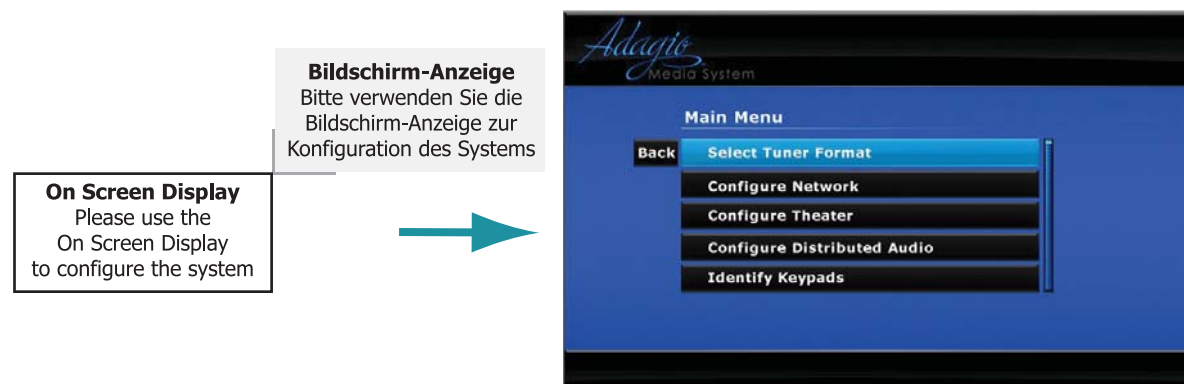 Bildschirm-Anzeige
Bitte verwenden Sie die
Bildschirm-Anzeige zur
Konfiguration des Systems
On Screen Display
Please use the
On Screen Display
to configure the system
Adagio
Media System
Main Menu
Back
Select Tuner Format
Configure Network
Configure Theater
Configure Distributed Audio
Identify Keypads